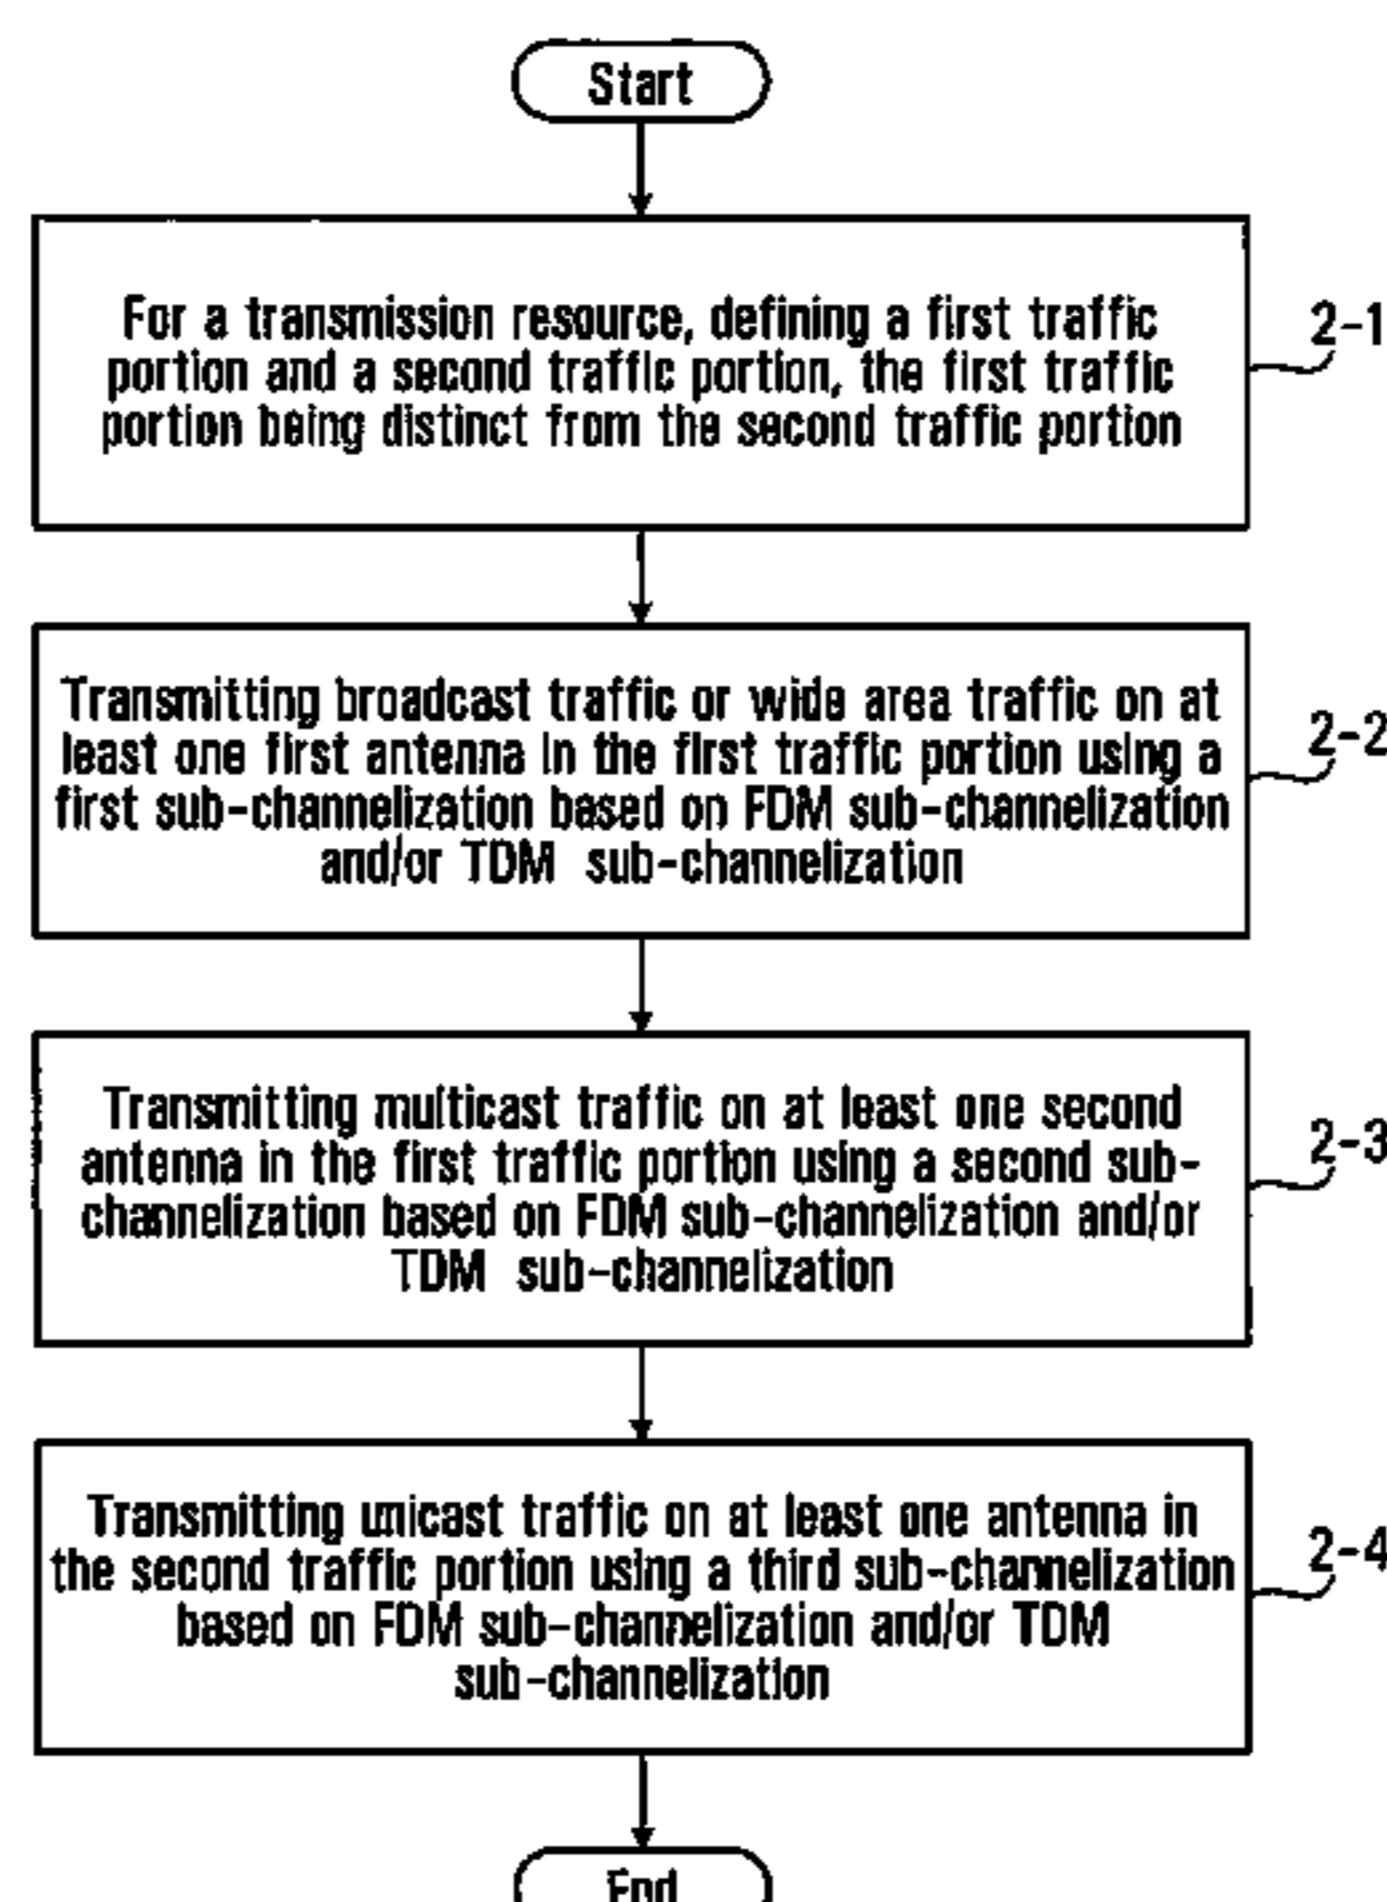 Start
For a transmission resource, defining a first traffic
portion and a second traffic portion, the first traffic
portion being distinct from the second traffic portion
2-1
Transmitting broadcast traffic or wide area traffic on at
least one first antenna in the first traffic portion using a
first sub-channelization based on FDM sub-channelization
and/or TDM sub-channelization
2-2
Transmitting multicast traffic on at least one second
antenna in the first traffic portion using a second sub-
channelization based on FDM sub-channelization and/or
TDM sub-channelization
2-3
Transmitting unicast traffic on at least one antenna in
the second traffic portion using a third sub-channelization
based on FDM sub-channelization and/or TDM
sub-channelization
2-4
End